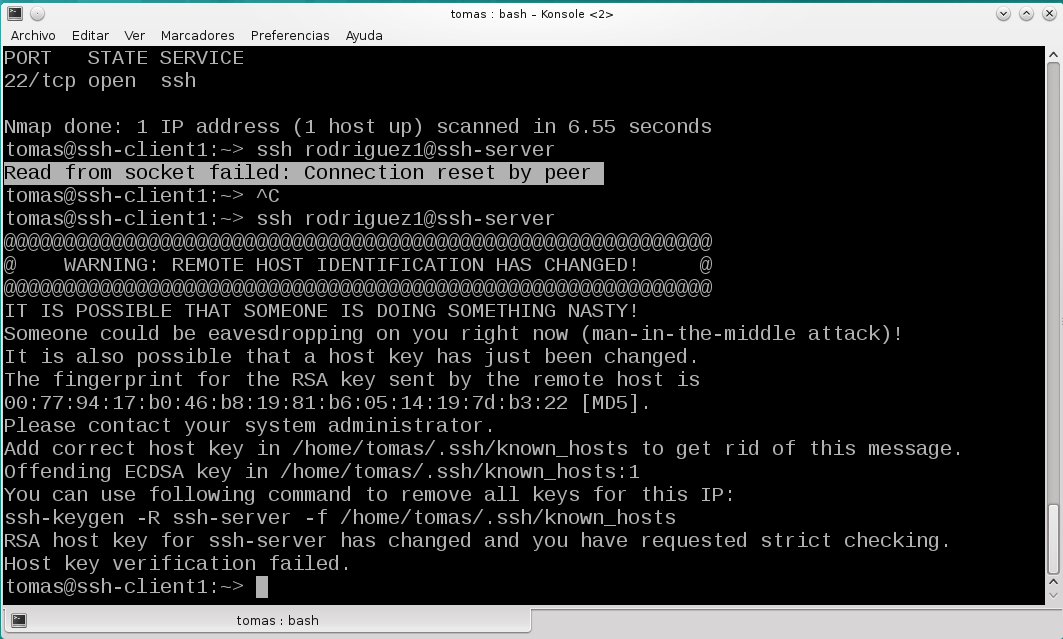 tomas : bash – Konsole <2>
Archivo Editar Ver Marcadores Preferencias Ayuda
PORT   STATE SERVICE
22/tcp open  ssh
Nmap done: 1 IP address (1 host up) scanned in 6.55 seconds
tomas@ssh-client1:~> ssh rodriguez1@ssh-server
Read from socket failed: Connection reset by peer
tomas@ssh-client1:~> ^C
tomas@ssh-client1:~> ssh rodriguez1@ssh-server
@@@@@@@@@@@@@@@@@@@@@@@@@@@@@@@@@@@@@@@@@@@@@@@@@@@@@@@@@@@
@    WARNING: REMOTE HOST IDENTIFICATION HAS CHANGED!     @
@@@@@@@@@@@@@@@@@@@@@@@@@@@@@@@@@@@@@@@@@@@@@@@@@@@@@@@@@@@
IT IS POSSIBLE THAT SOMEONE IS DOING SOMETHING NASTY!
Someone could be eavesdropping on you right now (man-in-the-middle attack)!
It is also possible that a host key has just been changed.
The fingerprint for the RSA key sent by the remote host is
00:77:94:17:b0:46:b8:19:81:b6:05:14:19:7d:b3:22 [MD5].
Please contact your system administrator.
Add correct host key in /home/tomas/.ssh/known_hosts to get rid of this message.
Offending ECDSA key in /home/tomas/.ssh/known_hosts:1
You can use following command to remove all keys for this IP:
ssh-keygen -R ssh-server -f /home/tomas/.ssh/known_hosts
RSA host key for ssh-server has changed and you have requested strict checking.
Host key verification failed.
tomas@ssh-client1:~>
tomas : bash